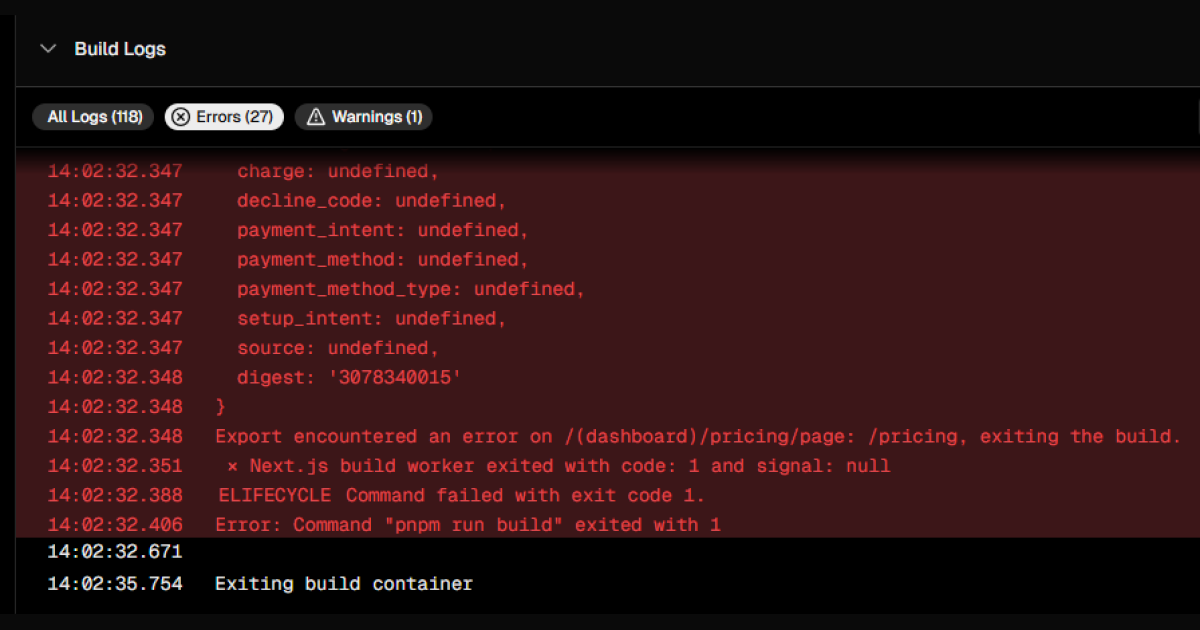 Build Logs
All Logs (118) Errors (27) Warnings (1)
14:02:32.347 charge: undefined,
14:02:32.347 decline_code: undefined,
14:02:32.347 payment_intent: undefined,
14:02:32.347 payment_method: undefined,
14:02:32.347 payment_method_type: undefined,
14:02:32.347 setup_intent: undefined,
14:02:32.347 source: undefined,
14:02:32.348 digest: '3078340015'
14:02:32.348 }
14:02:32.348 Export encountered an error on /(dashboard)/pricing/page: /pricing, exiting the build.
14:02:32.351 ⨯ Next.js build worker exited with code: 1 and signal: null
14:02:32.388 ELIFECYCLE Command failed with exit code 1.
14:02:32.406 Error: Command "pnpm run build" exited with 1
14:02:32.671
14:02:35.754 Exiting build container